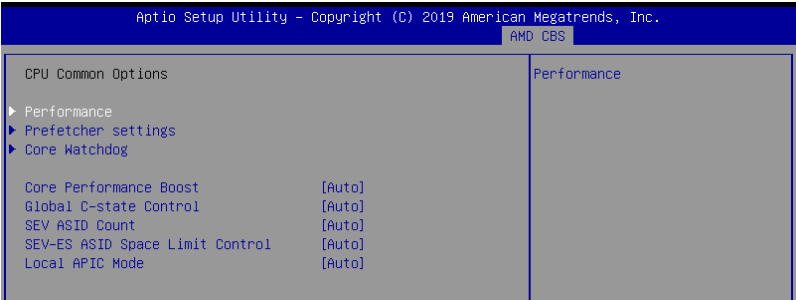 Aptio Setup Utility – Copyright (C) 2019 American Megatrends, Inc.
AMD CBS
CPU Common Options
Performance
Performance
Prefetcher settings
Core Watchdog
Core Performance Boost [Auto]
Global C-state Control [Auto]
SEV ASID Count [Auto]
SEV-ES ASID Space Limit Control [Auto]
Local APIC Mode [Auto]